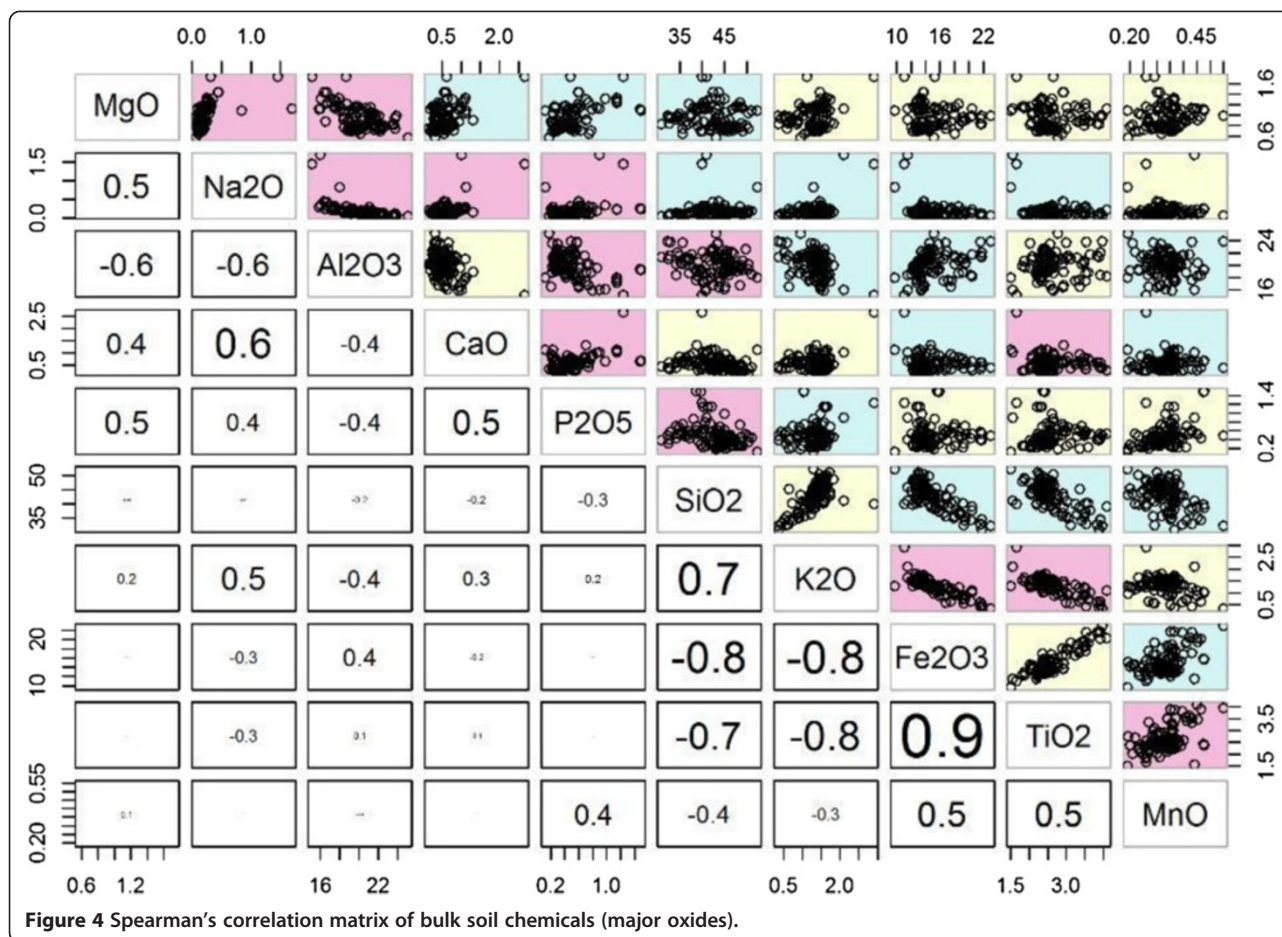 0.0 1.0 0.5 2.0 35 45 10 16 22 0.20 0.45
MgO 0.6 1.6
0.0 1.5 0.5 Na2O
-0.6 -0.6 Al2O3 16 24
0.5 2.5 0.4 0.6 -0.4 CaO
0.5 0.4 -0.4 0.5 P2O5 0.2 1.4
35 50 -0.2 -0.2 -0.3 SiO2
0.2 0.5 -0.4 0.3 0.2 0.7 K2O 0.5 2.5
10 20 -0.3 0.4 -0.2 -0.8 -0.8 Fe2O3
-0.3 0.1 0.1 -0.7 -0.8 0.9 TiO2 1.5 3.5
0.20 0.55 0.1 0.4 -0.4 -0.3 0.5 0.5 MnO
0.6 1.2 16 22 0.2 1.0 0.5 2.0 1.5 3.0
Figure 4 Spearman's correlation matrix of bulk soil chemicals (major oxides).